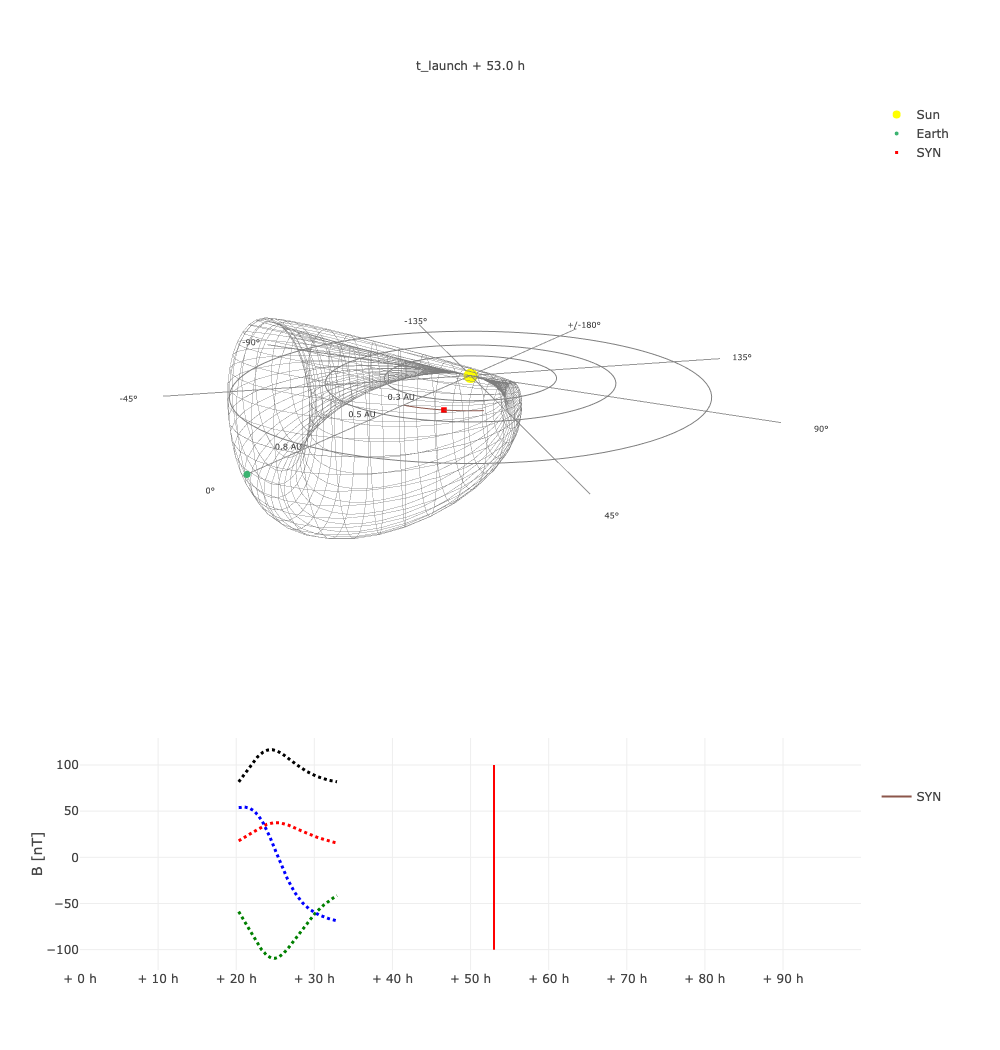 t_launch + 53.0 h
Sun
Earth
SYN
-135°
+/-180°
-90°
135°
-45°
0.3 AU
0.5 AU
90°
0.8 AU
0°
45°
B [nT]
100
50
0
−50
−100
+ 0 h
+ 10 h
+ 20 h
+ 30 h
+ 40 h
+ 50 h
+ 60 h
+ 70 h
+ 80 h
+ 90 h
SYN